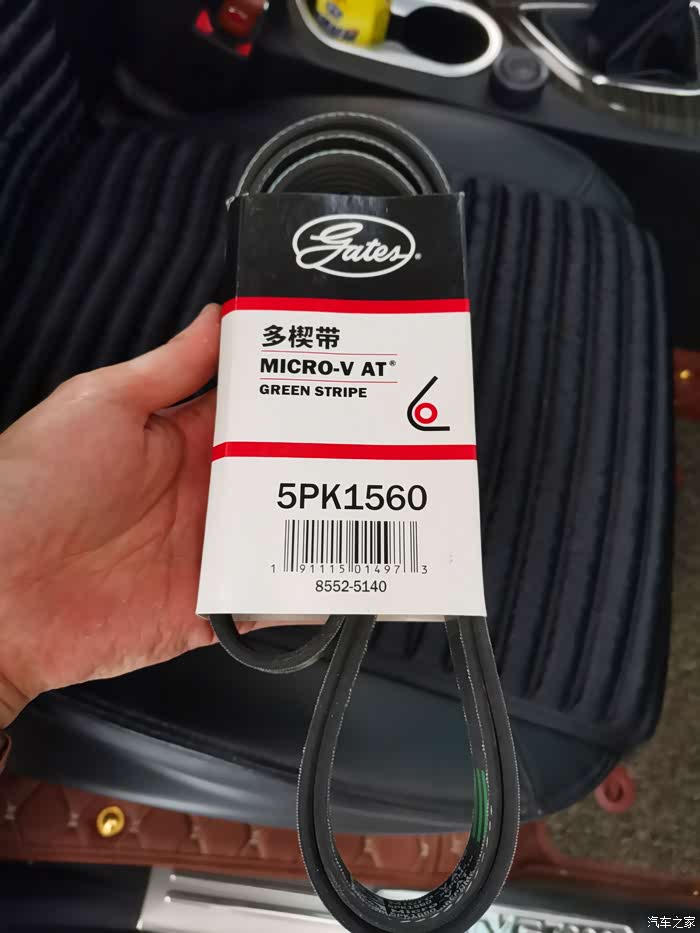 Gates®
多楔带
MICRO-V AT®
GREEN STRIPE
5PK1560
1 91115 01497 3
8552-5140
汽车之家